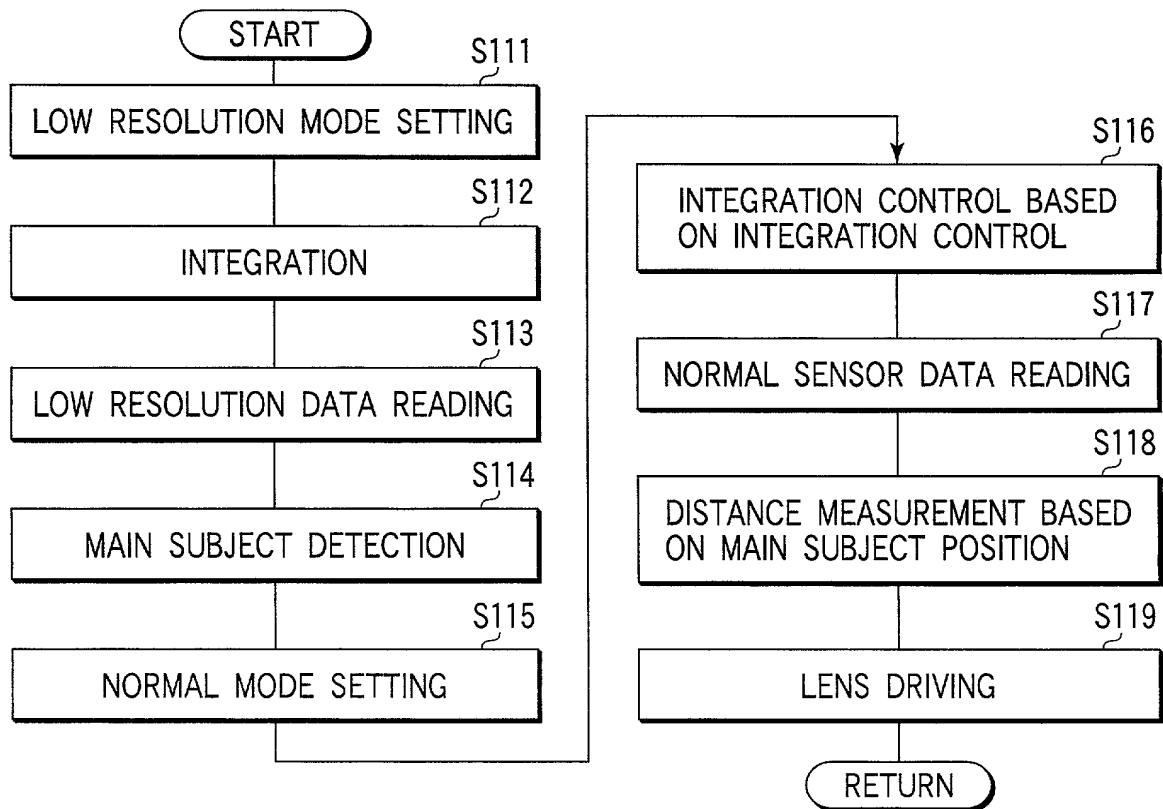 START
S111
LOW RESOLUTION MODE SETTING
S112
INTEGRATION
S113
LOW RESOLUTION DATA READING
S114
MAIN SUBJECT DETECTION
S115
NORMAL MODE SETTING
S116
INTEGRATION CONTROL BASED
ON INTEGRATION CONTROL
S117
NORMAL SENSOR DATA READING
S118
DISTANCE MEASUREMENT BASED
ON MAIN SUBJECT POSITION
S119
LENS DRIVING
RETURN